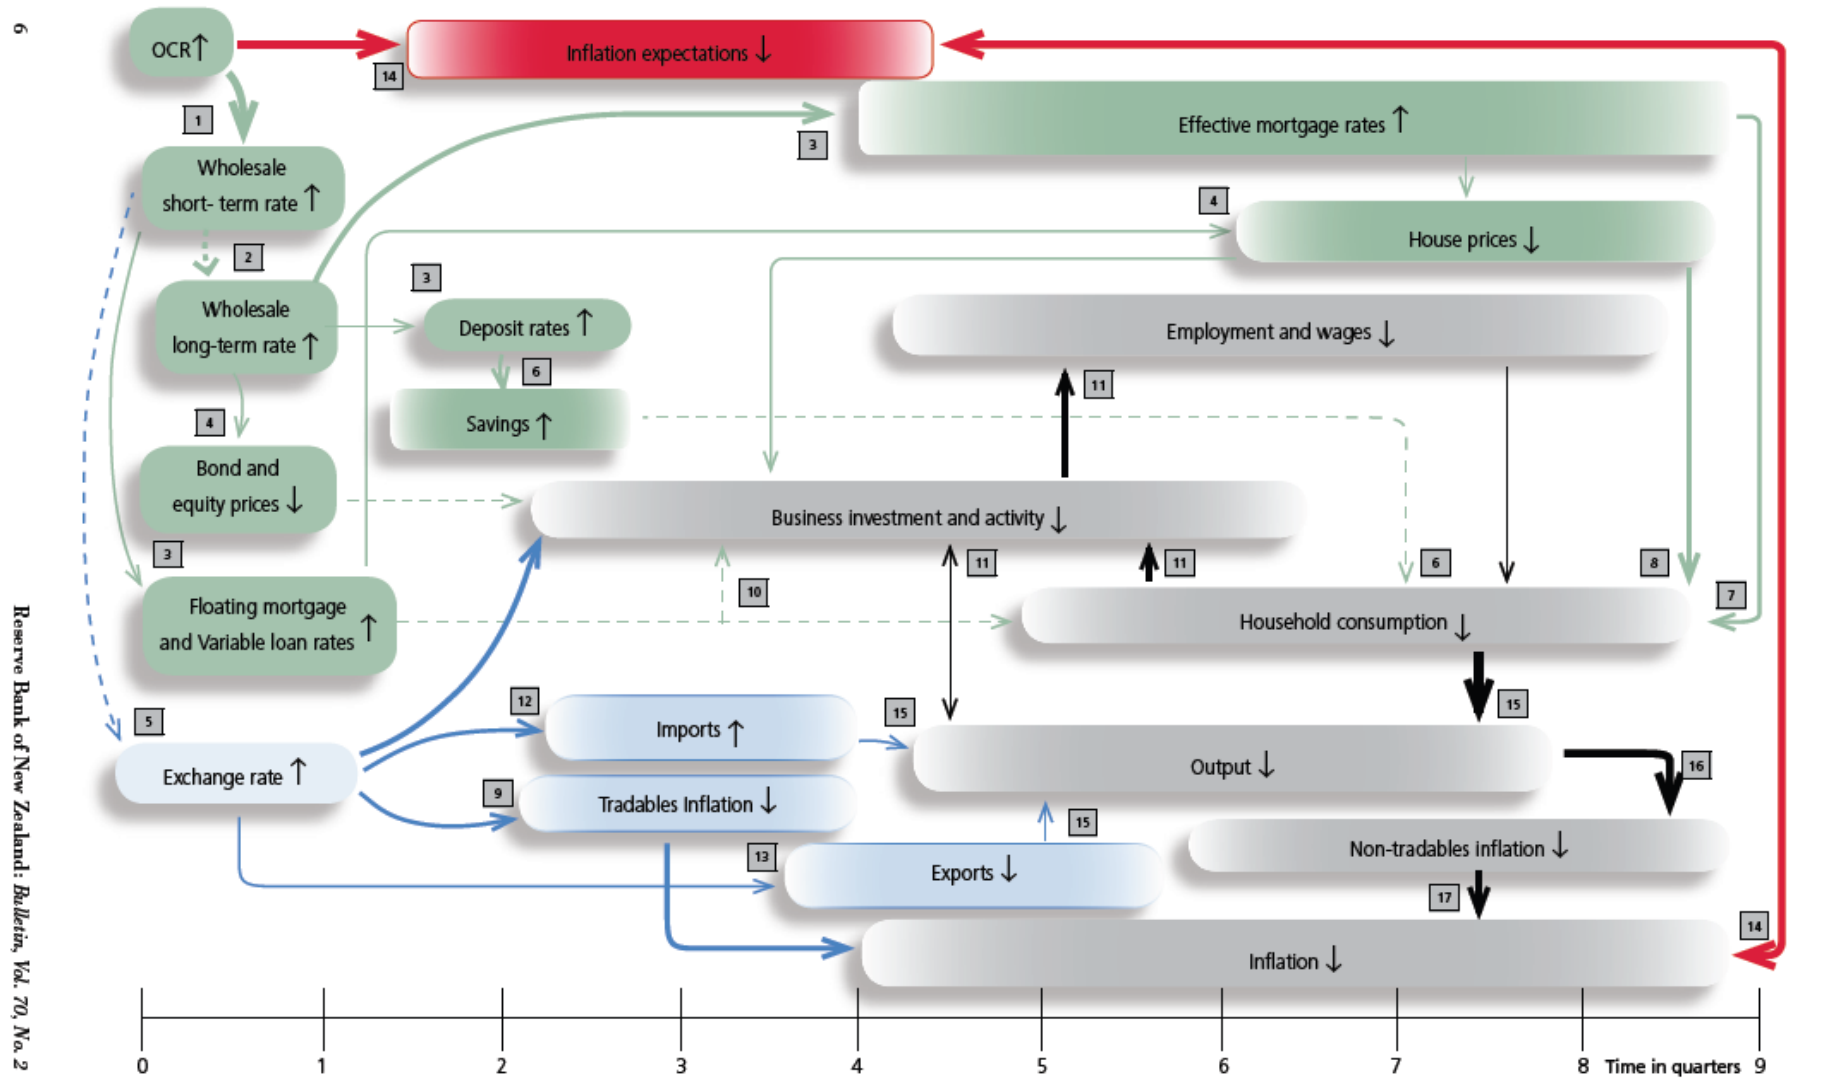 6
OCR↑
Inflation expectations ↓
14
1
Effective mortgage rates ↑
3
Wholesale
short- term rate ↑
4
House prices ↓
2
3
Wholesale
long-term rate ↑
Deposit rates ↑
Employment and wages ↓
6
11
4
Savings ↑
Bond and
equity prices ↓
Business investment and activity ↓
3
11
11
6
8
10
7
Floating mortgage
and Variable loan rates ↑
Household consumption ↓
12
15
15
5
Imports ↑
Exchange rate ↑
Output ↓
16
9
Tradables Inflation ↓
15
13
Non-tradables inflation ↓
Exports ↓
17
14
Inflation ↓
0 1 2 3 4 5 6 7 8 Time in quarters 9
Reserve Bank of New Zealand: Bulletin, Vol. 70, No. 2